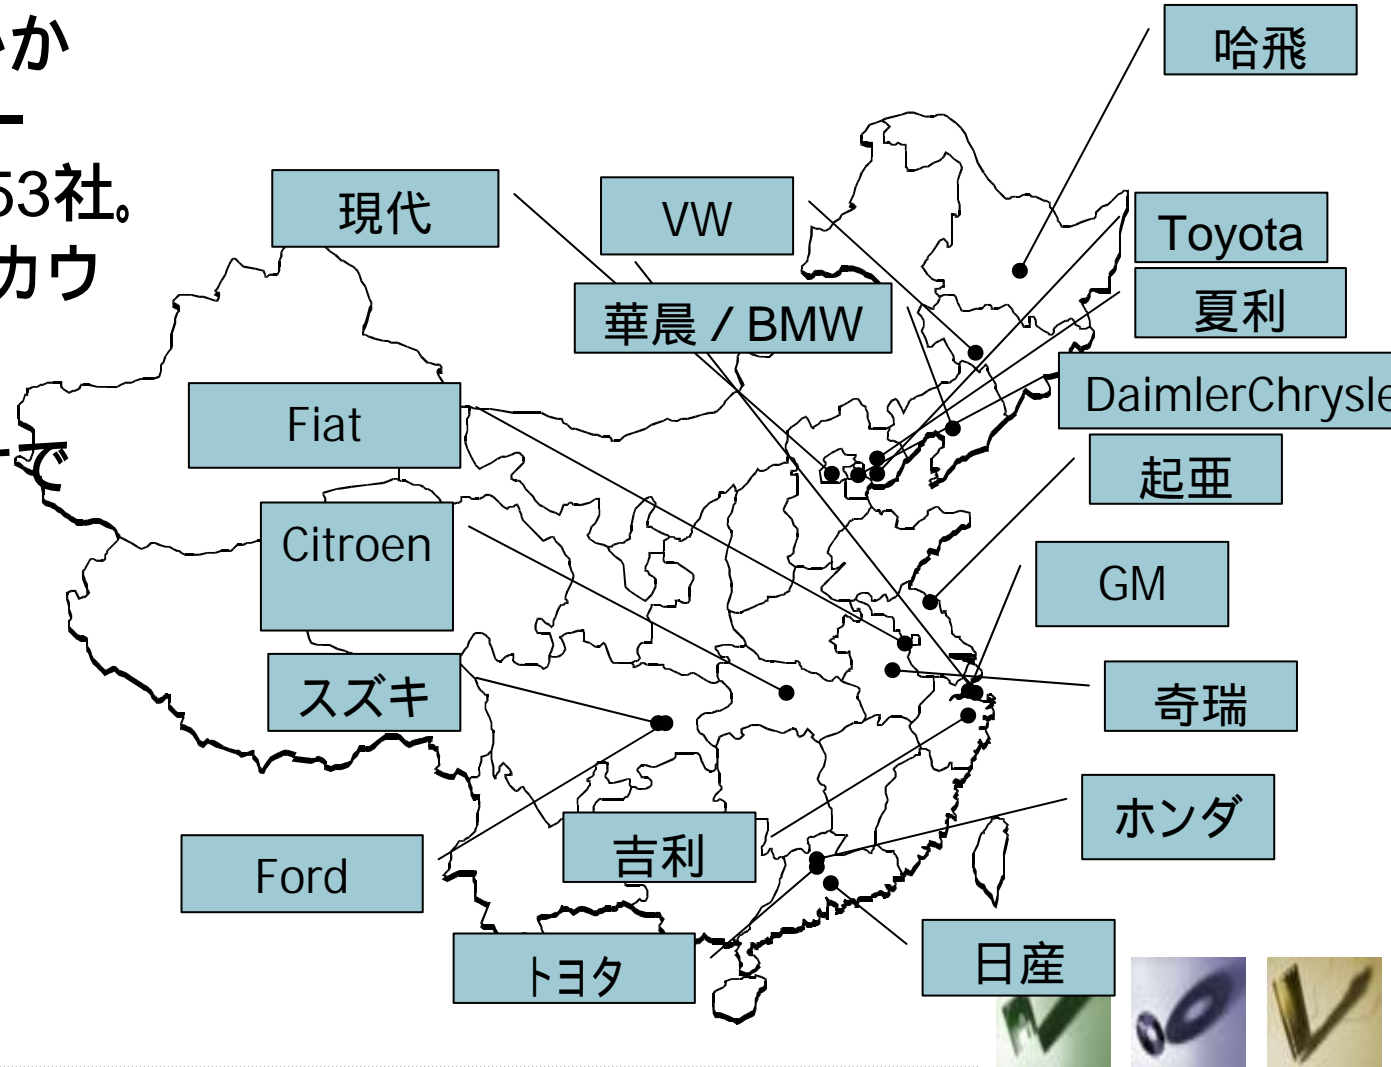 か
ー
53社。
カウ
で
哈飛
現代
VW
Toyota
華晨 / BMW
夏利
Fiat
DaimlerChrysle
起亜
Citroen
GM
スズキ
奇瑞
ホンダ
吉利
Ford
トヨタ
日産